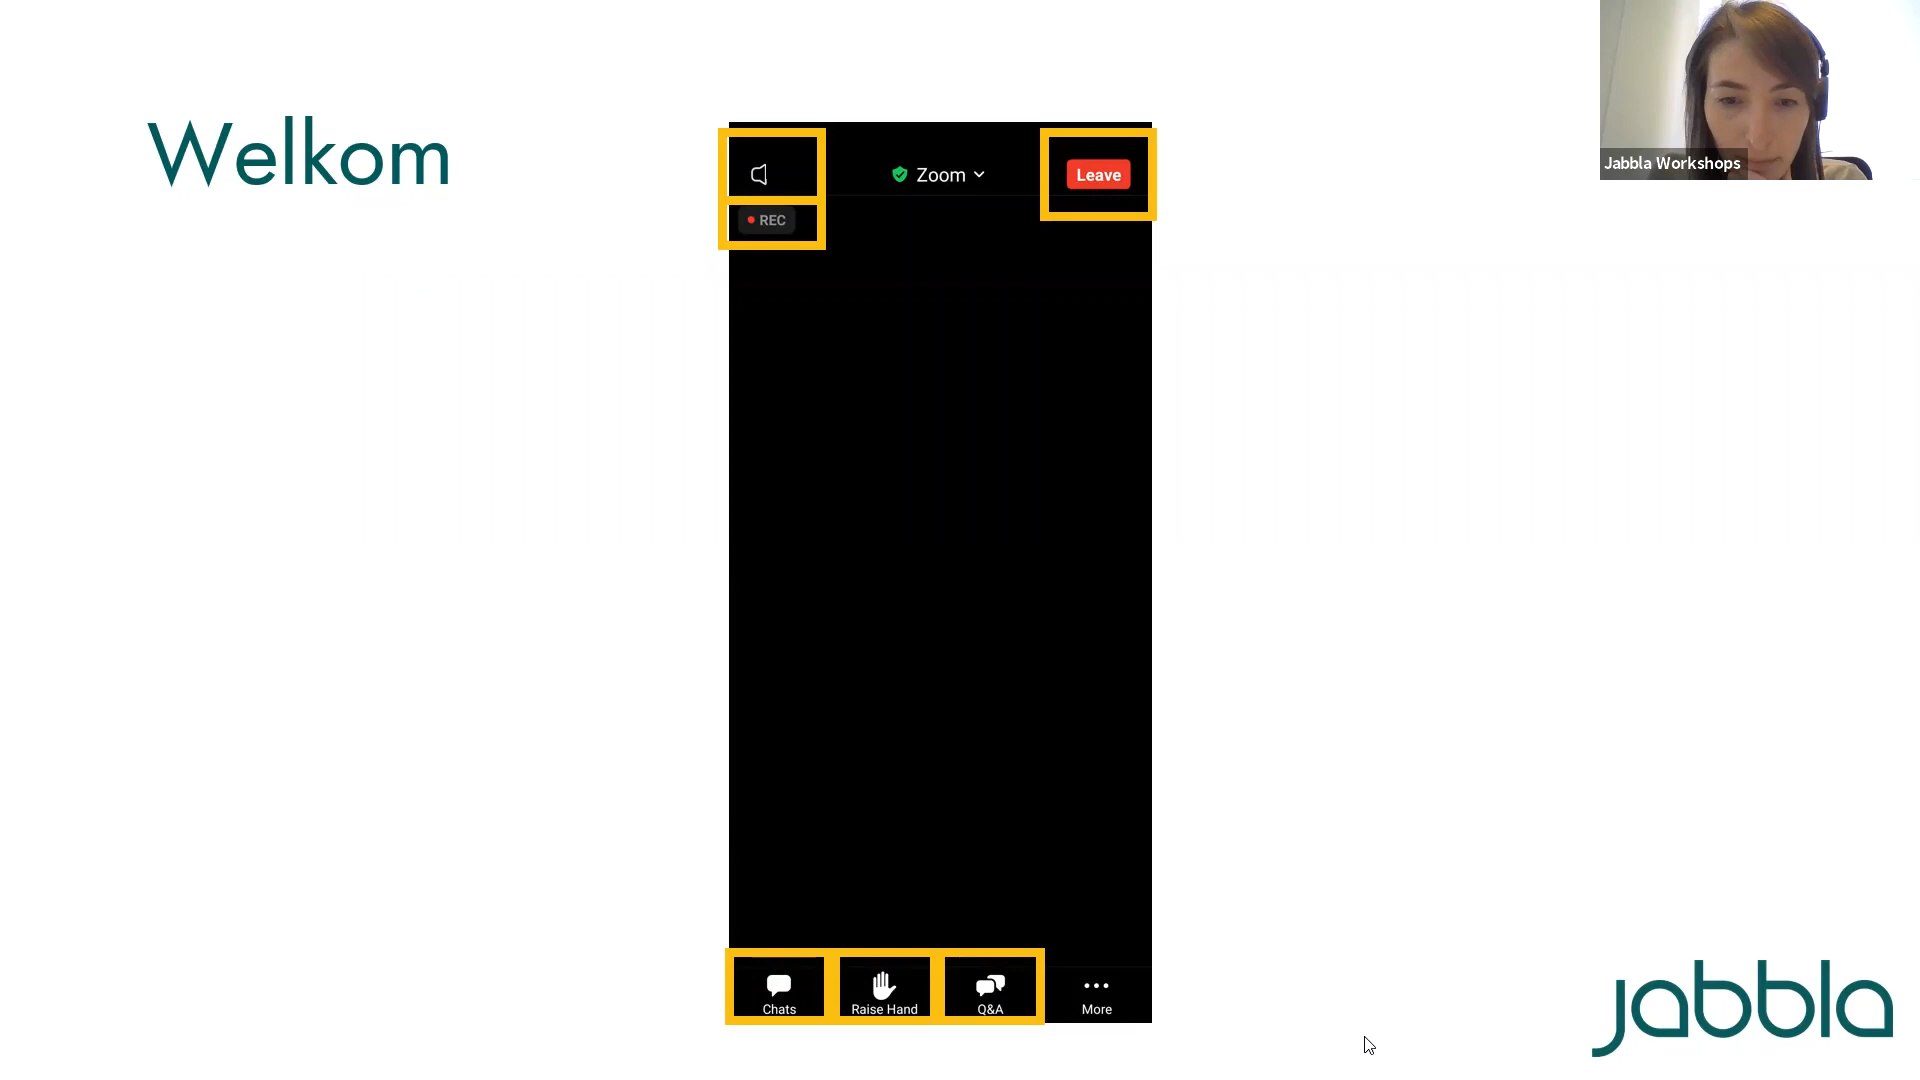 Welkom
Zoom
Leave
REC
Jabbla Workshops
Chats
Raise Hand
Q&A
More
jabbla